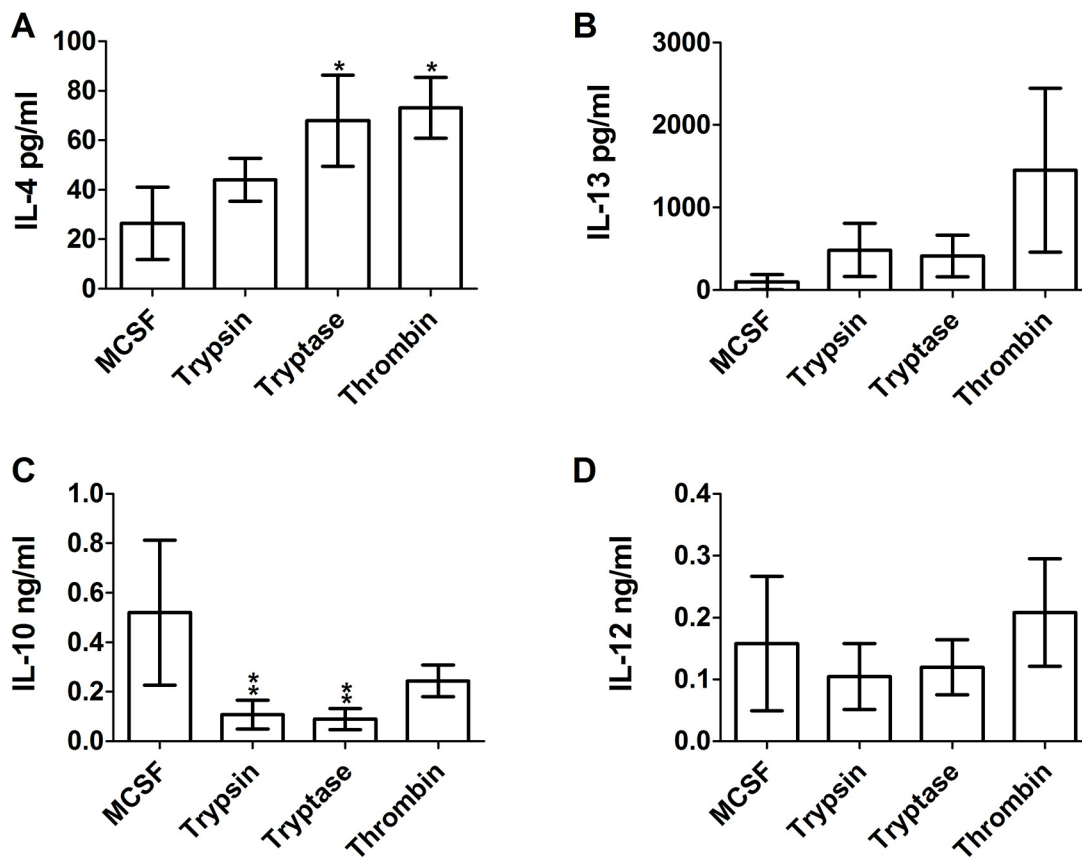 A
IL-4 pg/ml
100
80
60
40
20
0
*
*
MCSF
Trypsin
Tryptase
Thrombin
B
IL-13 pg/ml
3000
2000
1000
0
MCSF
Trypsin
Tryptase
Thrombin
C
IL-10 ng/ml
1.0
0.8
0.6
0.4
0.2
0.0
**
**
MCSF
Trypsin
Tryptase
Thrombin
D
IL-12 ng/ml
0.4
0.3
0.2
0.1
0.0
MCSF
Trypsin
Tryptase
Thrombin